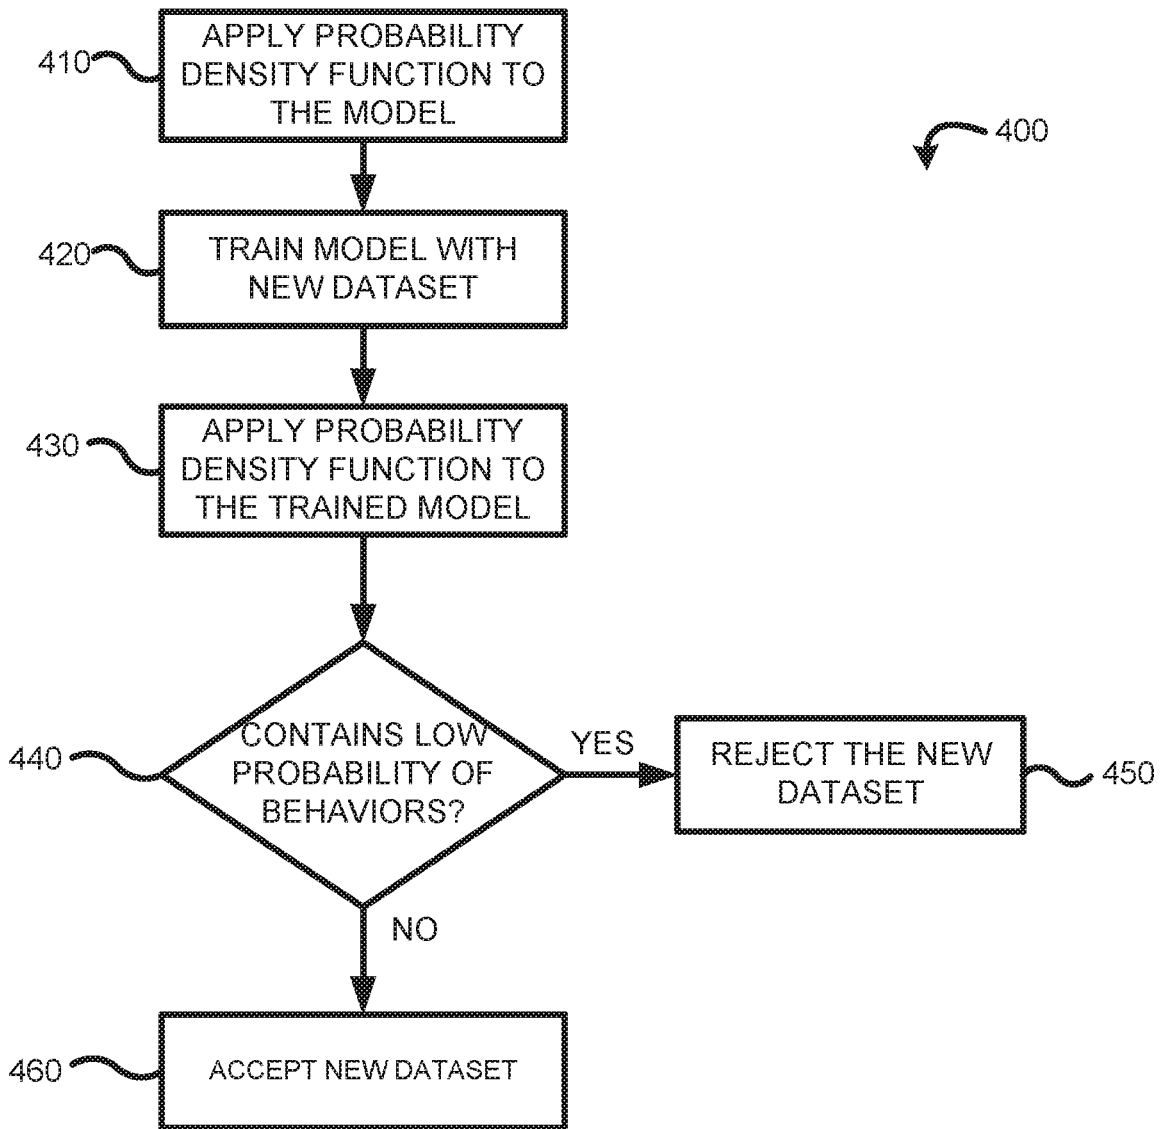 410
APPLY PROBABILITY
DENSITY FUNCTION TO
THE MODEL
400
420
TRAIN MODEL WITH
NEW DATASET
430
APPLY PROBABILITY
DENSITY FUNCTION TO
THE TRAINED MODEL
440
CONTAINS LOW
PROBABILITY OF
BEHAVIORS?
YES
REJECT THE NEW
DATASET
450
NO
460
ACCEPT NEW DATASET